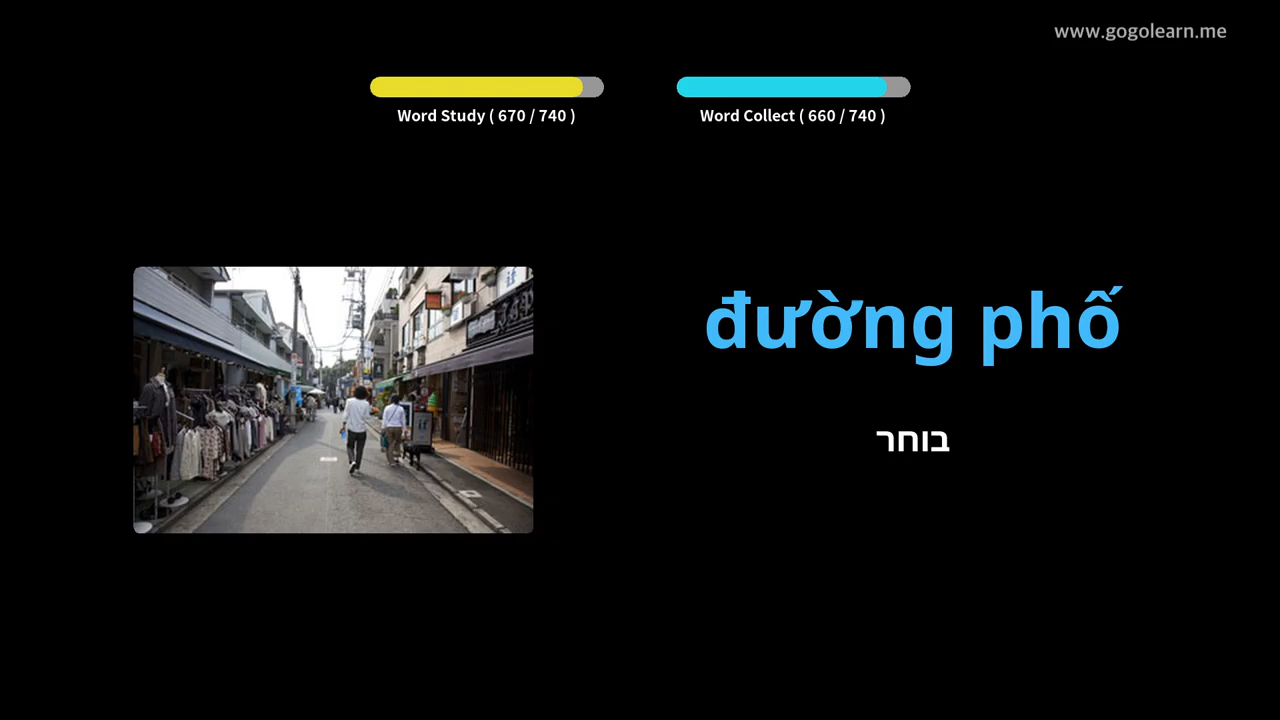 www.gogolearn.me
Word Study ( 670 / 740 )
Word Collect ( 660 / 740 )
đường phố
בוחר